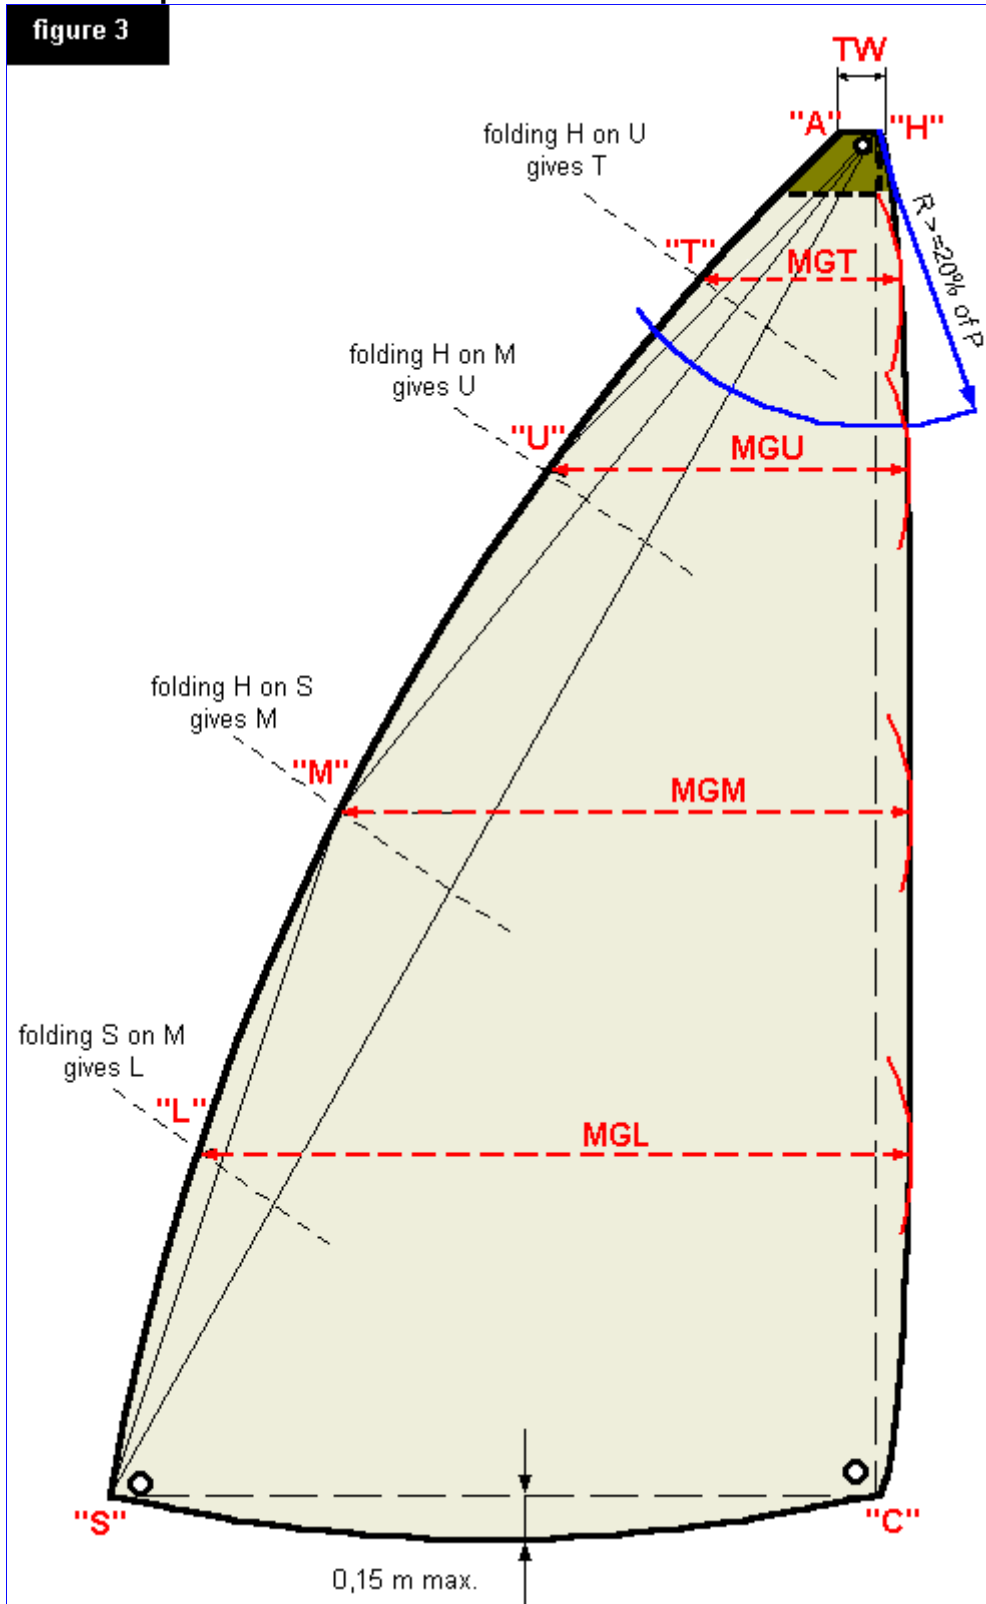 figure 3
TW
"A"
"H"
folding H on U
gives T
R >=20% of P
"T"
MGT
folding H on M
gives U
"U"
MGU
folding H on S
gives M
"M"
MGM
folding S on M
gives L
"L"
MGL
"S"
"C"
0,15 m max.